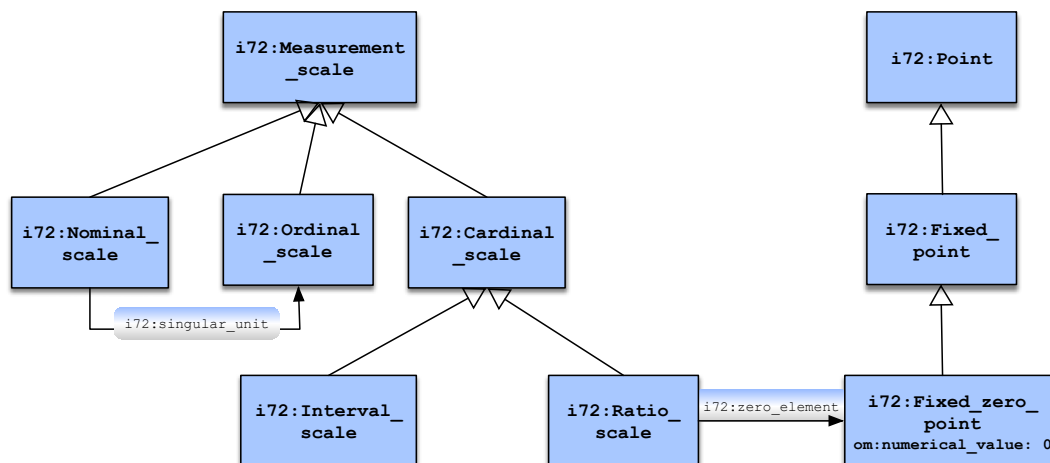 i72:Measurement
_scale
i72:Point
i72:Nominal_
scale
i72:Ordinal
_scale
i72:Cardinal
_scale
i72:Fixed_
point
i72:singular_unit
i72:Interval_
scale
i72:Ratio_
scale
i72:zero_element
i72:Fixed_zero_
point
om:numerical_value: 0